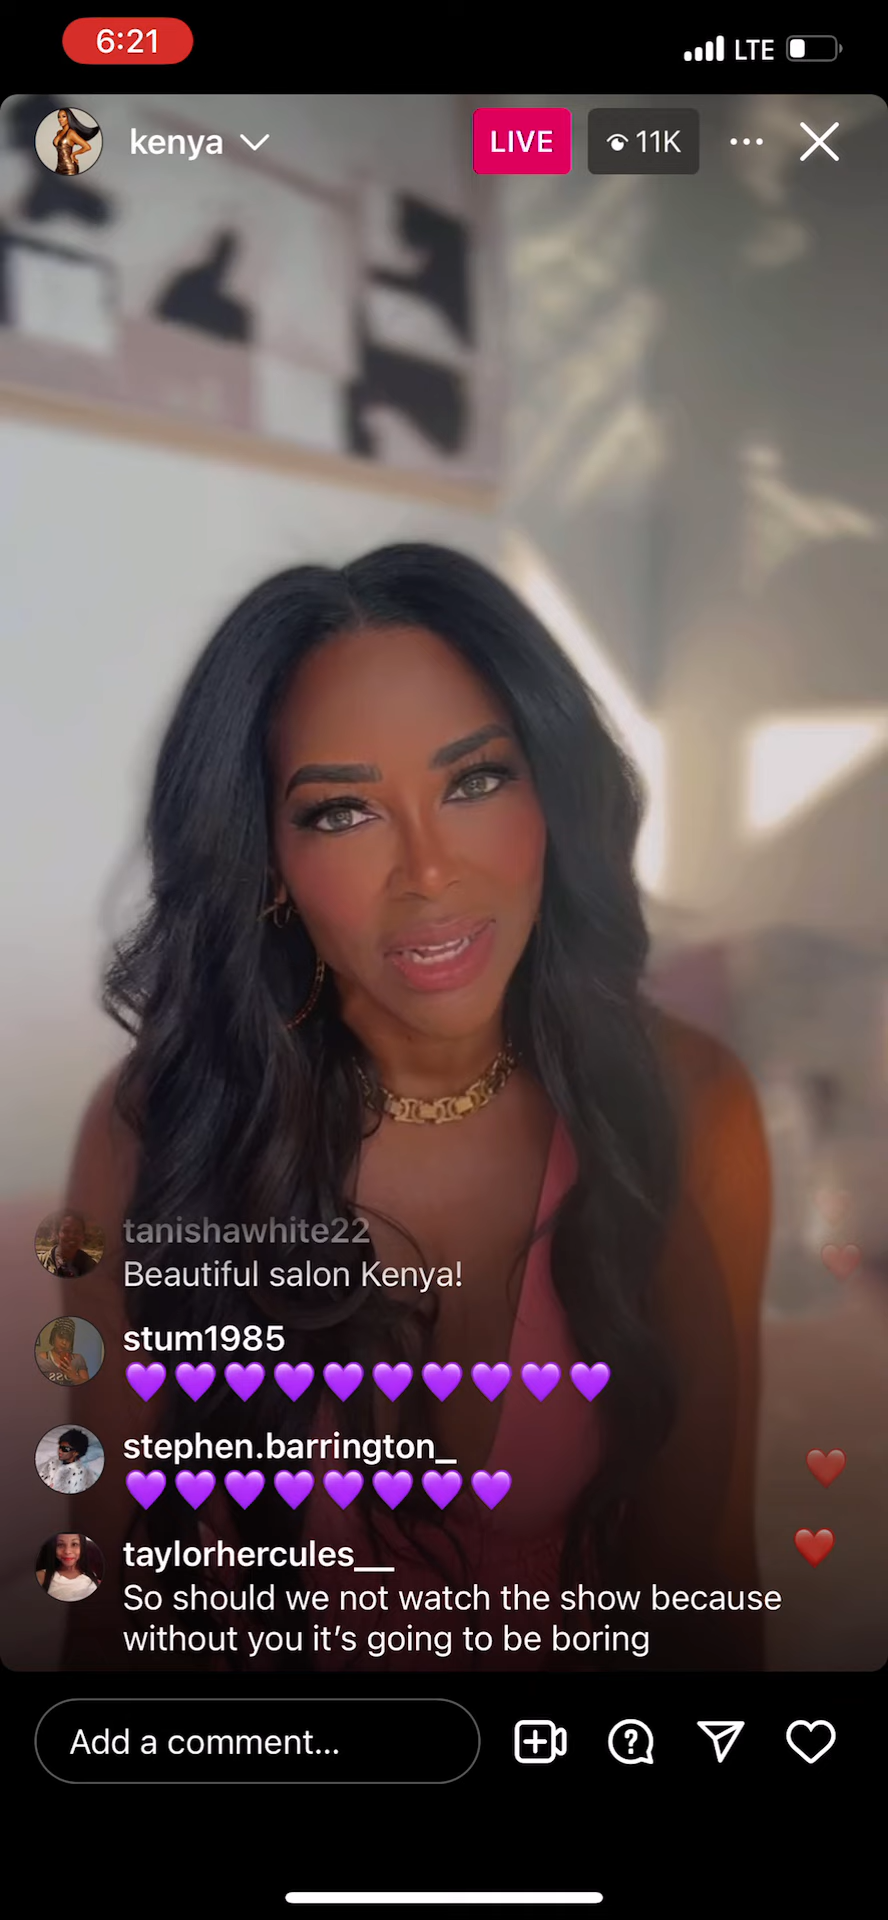 6:21
LTE
kenya
LIVE
11K
tanishawhite22
Beautiful salon Kenya!
stum1985
💜💜💜💜💜💜💜💜💜💜
stephen.barrington_
💜💜💜💜💜💜💜💜
taylorhercules__
So should we not watch the show because
without you it’s going to be boring
Add a comment...